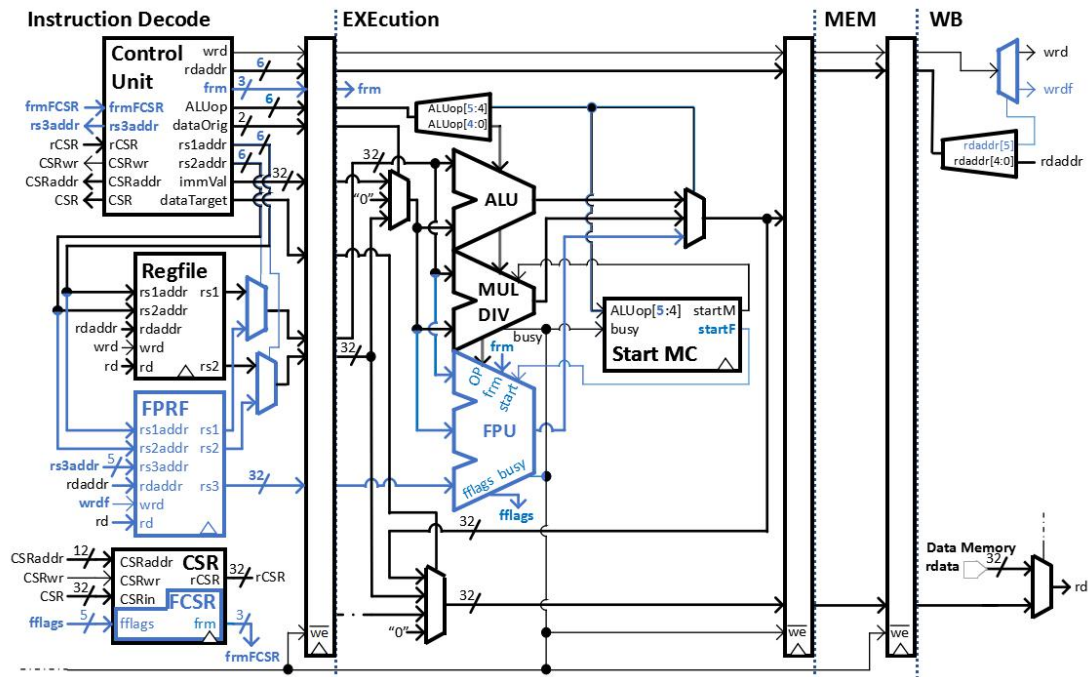 Instruction Decode
EXEcution
MEM
WB
Control
Unit
wrd
rdaddr
6
frm
3
frm
ALUop
6
dataOrig
2
frmFCSR
frmFCSR
rs3addr
rs3addr
rCSR
rCSR
CSRwr
CSRwr
CSRaddr
CSRaddr
CSR
CSR
rs1addr
6
rs2addr
6
immVal
32
dataTarget
Regfile
rs1addr
rs1
rs2addr
rdaddr
rdaddr
wrd
wrd
rd
rd
rs2
FPRF
rs1addr
rs1
rs2addr
rs2
rs3addr
5
rs3addr
rdaddr
rdaddr
rs3
32
wrdf
wrd
rd
rd
CSRaddr
12
CSRaddr
CSR
CSRwr
CSRwr
rCSR
32
rCSR
CSR
32
CSRin
FCSR
fflags
5
fflags
frm
3
frmFCSR
we
ALUop[5:4]
ALUop[4:0]
32
"0"
32
ALU
MUL
DIV
busy
frm
OP
frm
start
FPU
fflags
busy
fflags
ALUop[5:4]
startM
busy
startF
Start MC
32
32
"0"
we
we
wrd
wrdf
rdaddr[5]
rdaddr[4:0]
rdaddr
Data Memory
rdata
32
rd